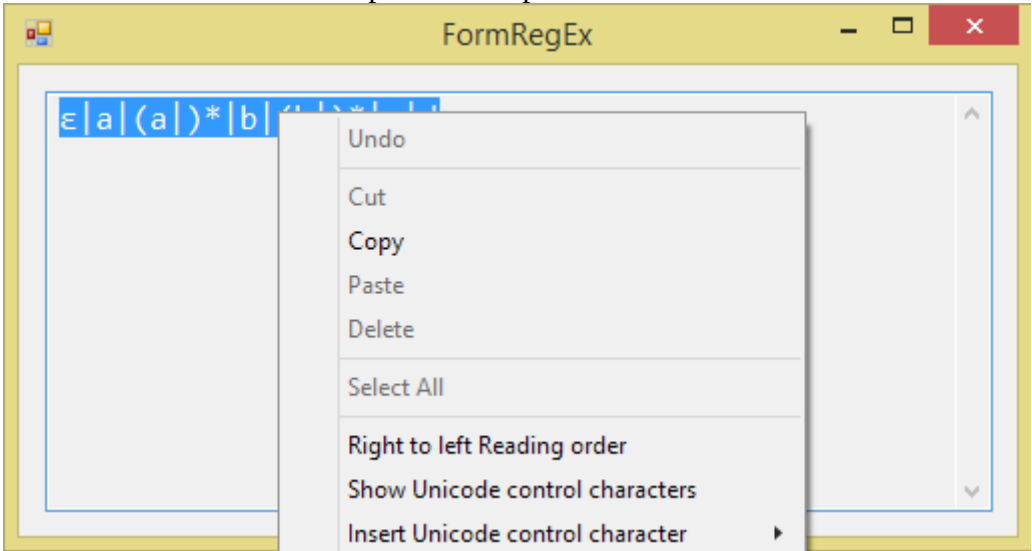 FormRegEx
ε|a|(a|)*|b|
Undo
Cut
Copy
Paste
Delete
Select All
Right to left Reading order
Show Unicode control characters
Insert Unicode control character